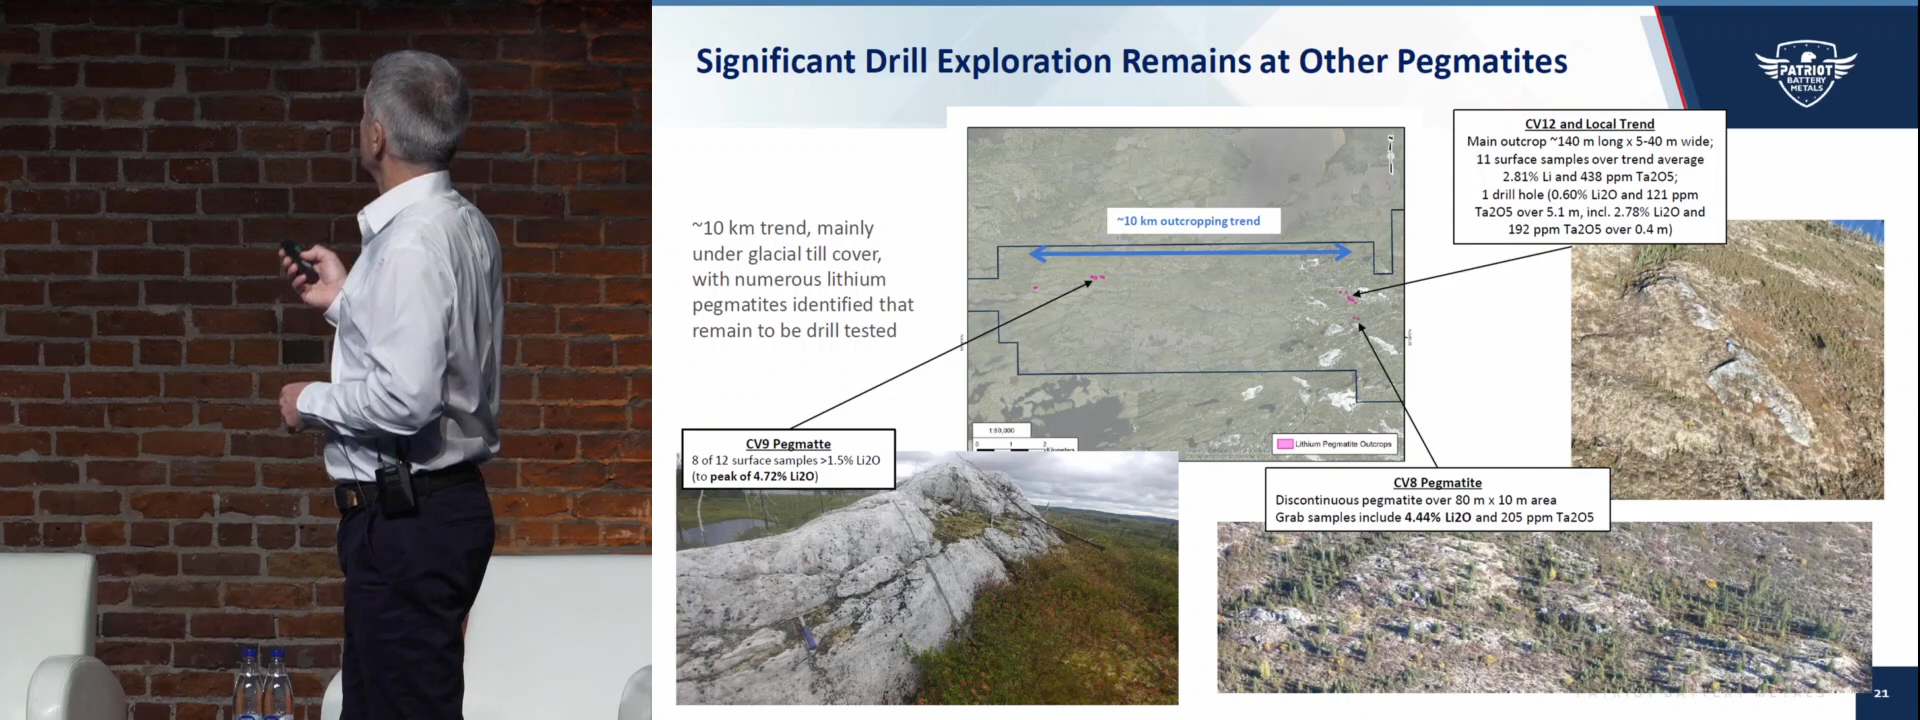 Significant Drill Exploration Remains at Other Pegmatites
PATRIOT
BATTERY
METALS
CV12 and Local Trend
Main outcrop ~140 m long x 5-40 m wide;
11 surface samples over trend average
2.81% Li and 438 ppm Ta2O5;
1 drill hole (0.60% Li2O and 121 ppm
Ta2O5 over 5.1 m, incl. 2.78% Li2O and
192 ppm Ta2O5 over 0.4 m)
~10 km trend, mainly
under glacial till cover,
with numerous lithium
pegmatites identified that
remain to be drill tested
~10 km outcropping trend
1:50,000
0 1 2
Kilometers
Lithium Pegmatite Outcrops
CV9 Pegmatte
8 of 12 surface samples >1.5% Li2O
(to peak of 4.72% Li2O)
CV8 Pegmatite
Discontinuous pegmatite over 80 m x 10 m area
Grab samples include 4.44% Li2O and 205 ppm Ta2O5
PATRIOT BATTERY METALS
21